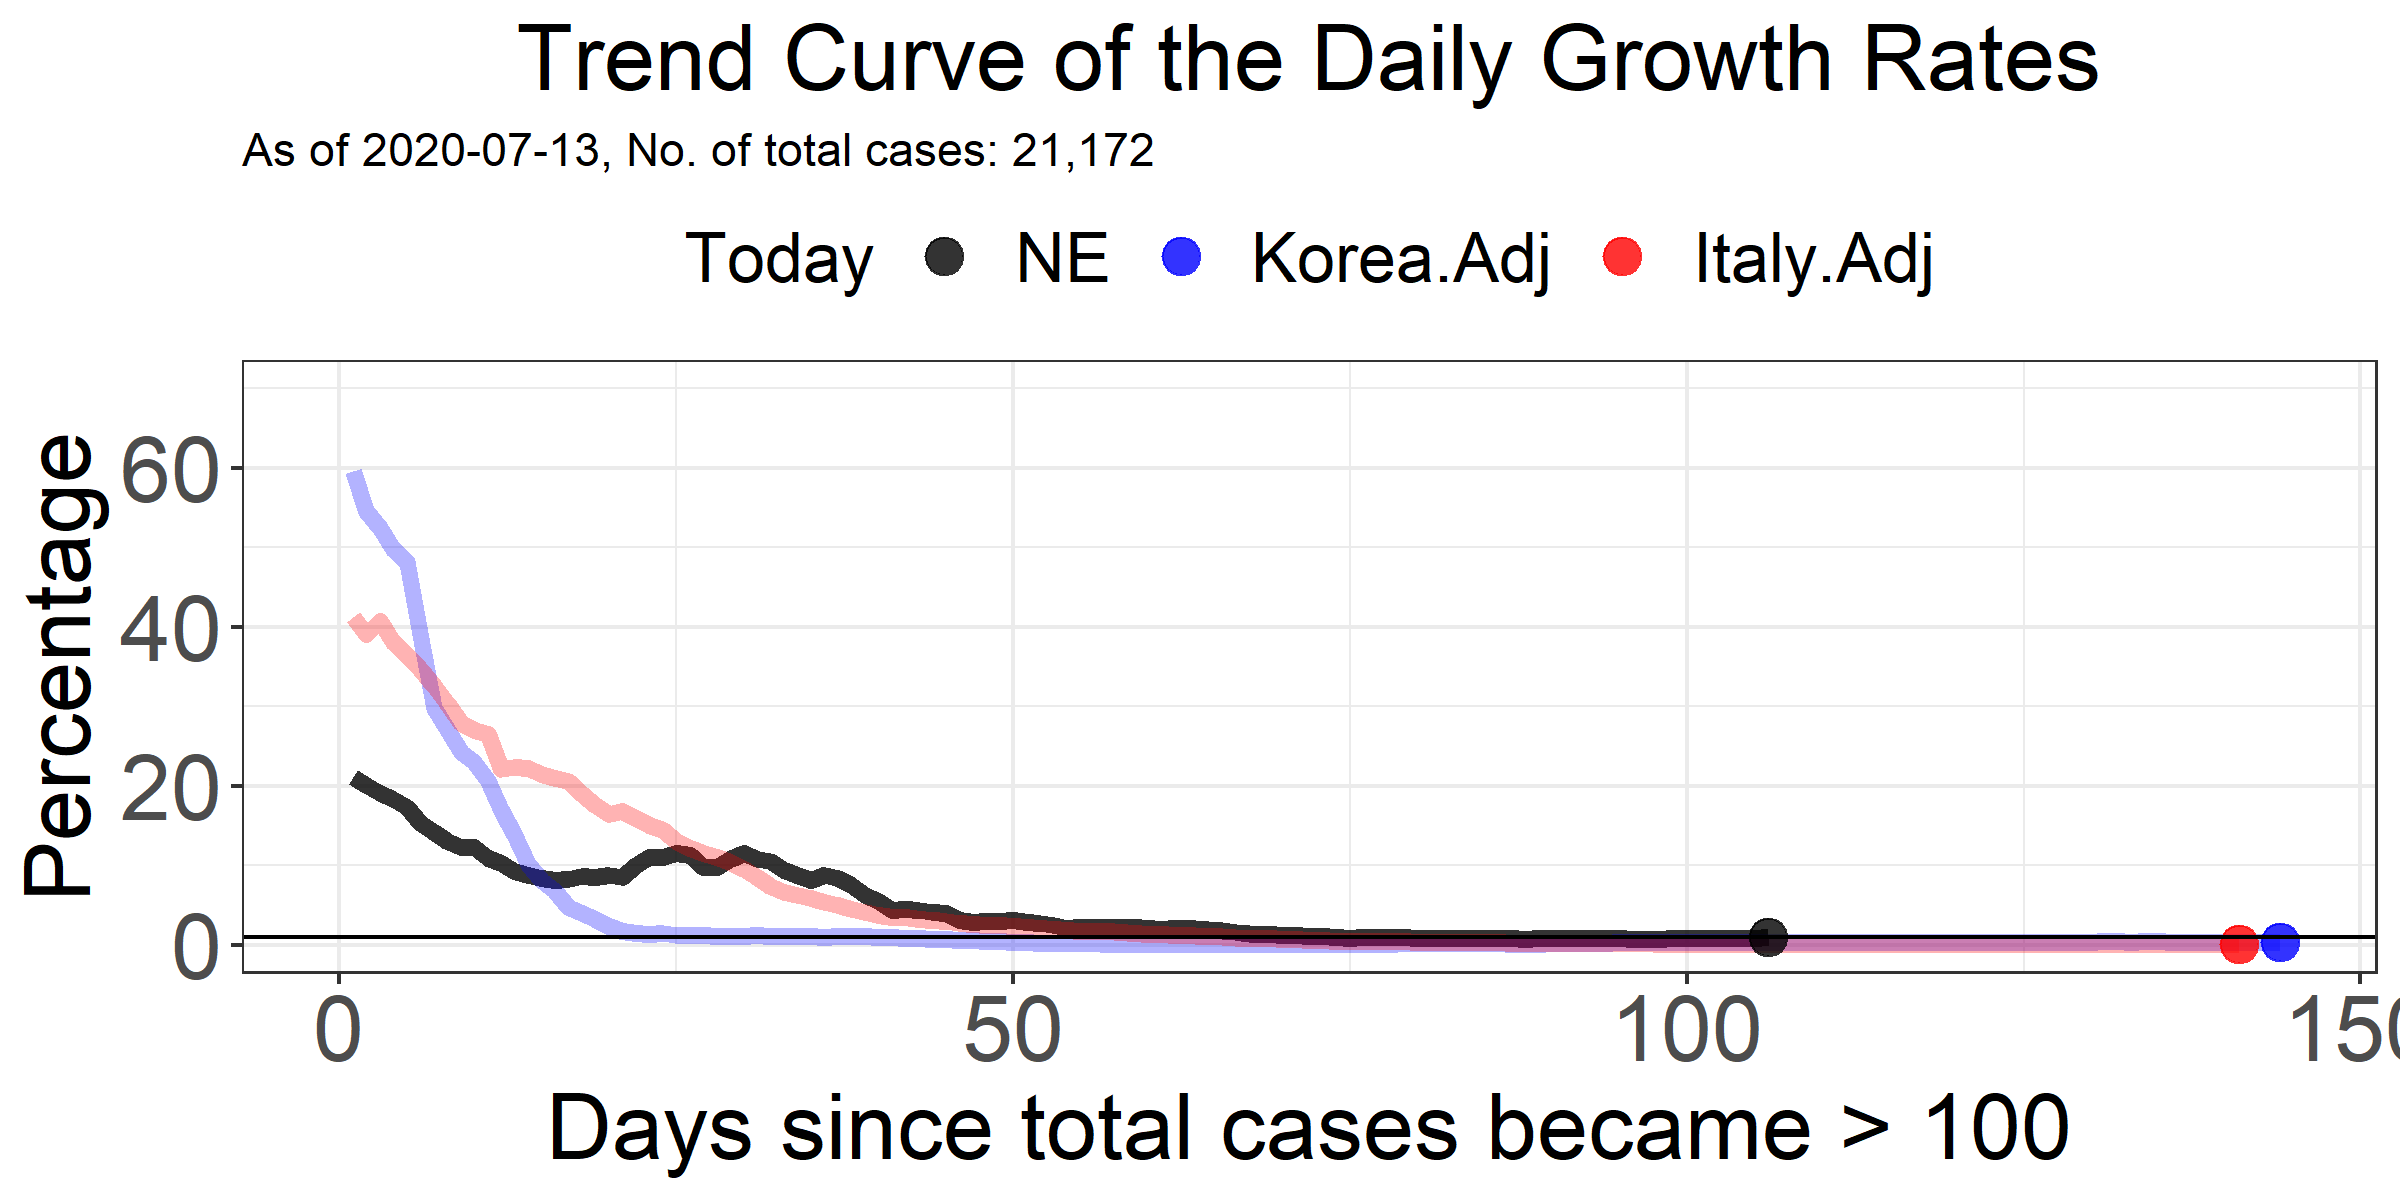 Trend Curve of the Daily Growth Rates
As of 2020-07-13, No. of total cases: 21,172
Today NE Korea.Adj Italy.Adj
Percentage
60
40
20
0
0 50 100 150
Days since total cases became > 100